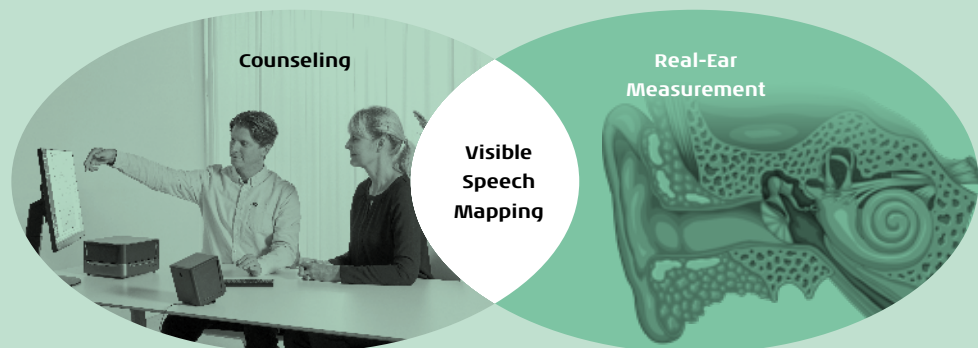 Counseling
Real-Ear
Measurement
Visible
Speech
Mapping